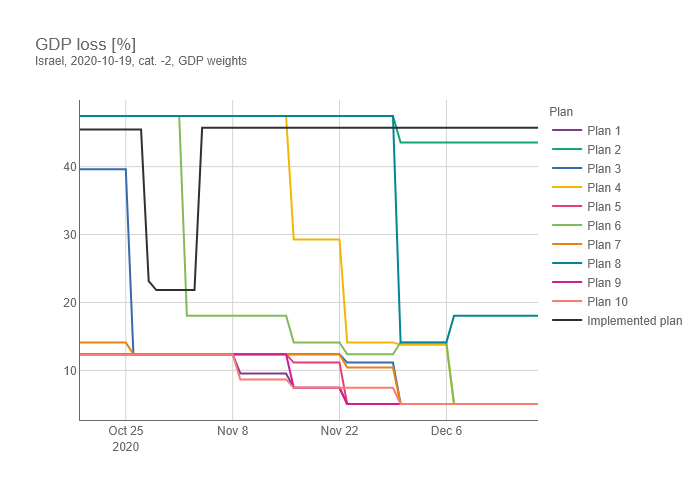 GDP loss [%]
Israel, 2020-10-19, cat. -2, GDP weights
Plan
Plan 1
Plan 2
Plan 3
Plan 4
Plan 5
Plan 6
Plan 7
Plan 8
Plan 9
Plan 10
Implemented plan
40
30
20
10
Oct 25 Nov 8 Nov 22 Dec 6
2020